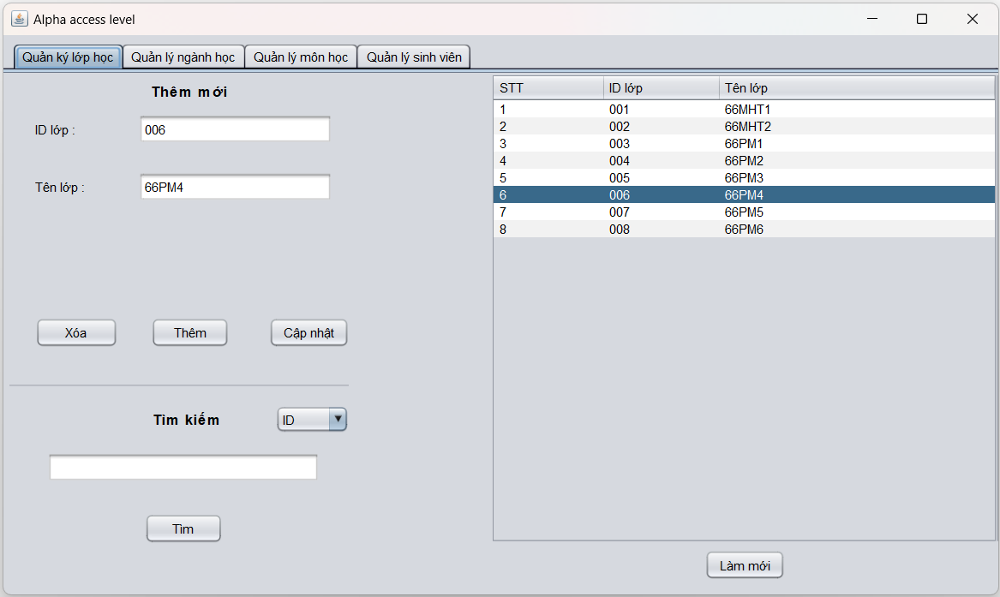 Alpha access level
Quản ký lớp học Quản lý ngành học Quản lý môn học Quản lý sinh viên
Thêm mới
ID lớp : 006
Tên lớp : 66PM4
Xóa Thêm Cập nhật
Tìm kiếm ID
Tìm
STT ID lớp Tên lớp
1 001 66MHT1
2 002 66MHT2
3 003 66PM1
4 004 66PM2
5 005 66PM3
6 006 66PM4
7 007 66PM5
8 008 66PM6
Làm mới